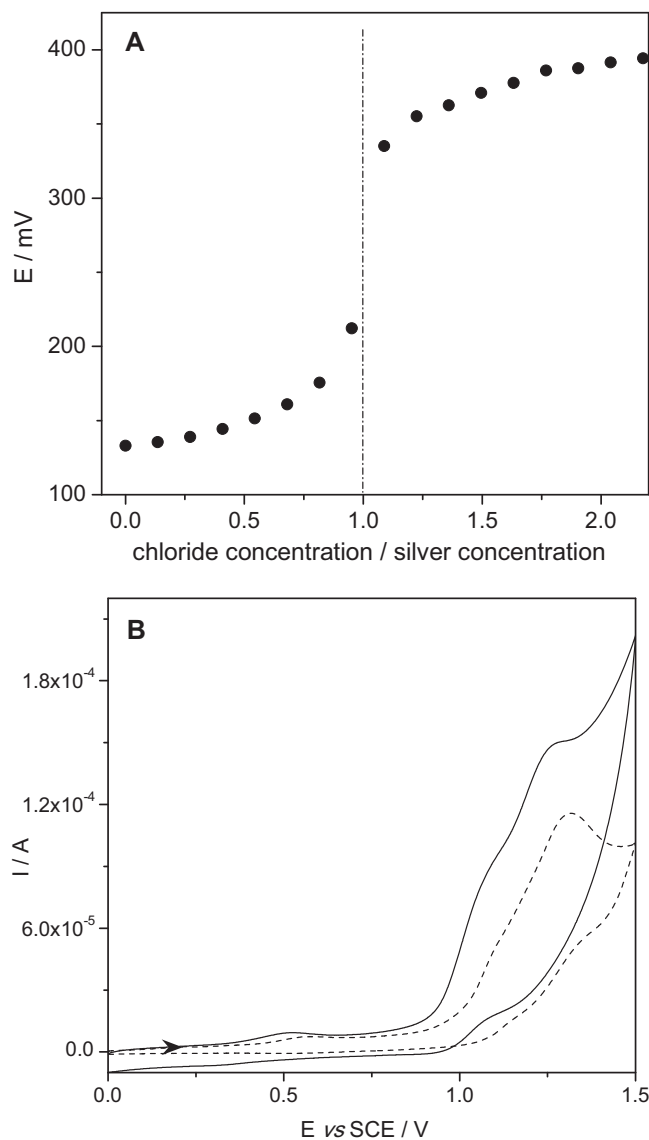 A
400
300
200
100
E / mV
0.0 0.5 1.0 1.5 2.0
chloride concentration / silver concentration
B
1.8x10⁻⁴
1.2x10⁻⁴
6.0x10⁻⁵
0.0
I / A
0.0 0.5 1.0 1.5
E vs SCE / V